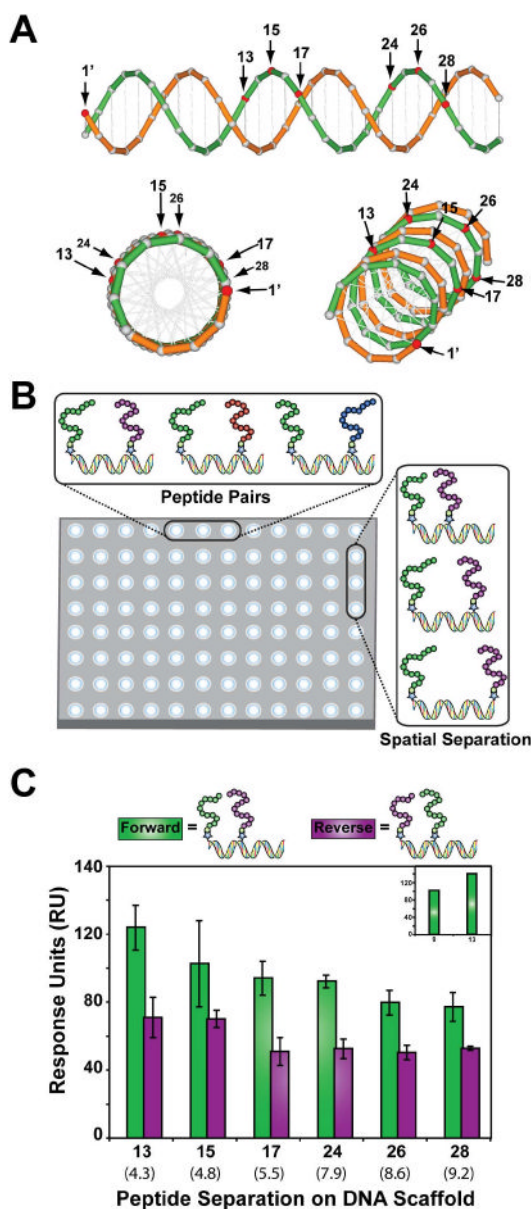 A
1' 13 15 17 24 26 28
15 26 17 28 1' 13 24
24 26 15 13 28 17 1'
B
Peptide Pairs
Spatial Separation
C
Forward = Reverse =
140
120
100
80
60
40
20
0
Response Units (RU)
120
80
40
0
9 13
13 15 17 24 26 28
(4.3) (4.8) (5.5) (7.9) (8.6) (9.2)
Peptide Separation on DNA Scaffold